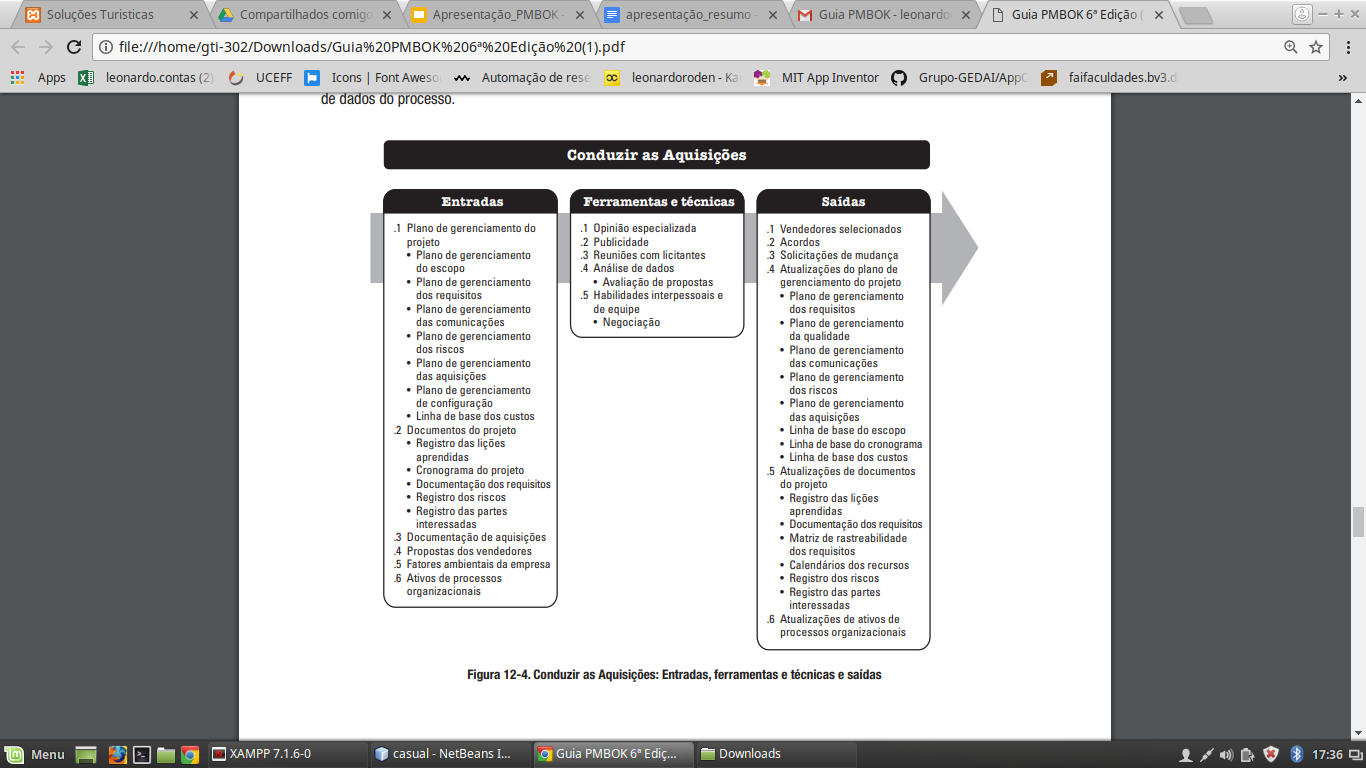 Soluções Turisticas
Compartilhados comigo
Apresentação_PMBOK -
apresentação_resumo -
Guia PMBOK - leonardo
Guia PMBOK 6ª Edição (
file:///home/gti-302/Downloads/Guia%20PMBOK%206ª%20Edição%20(1).pdf
Apps
leonardo.contas (2)
UCEFF
Icons | Font Aweso
Automação de rese
leonardoroden - Ka
MIT App Inventor
Grupo-GEDAI/AppC
faifaculdades.bv3.d
de dados do processo.
Conduzir as Aquisições
Entradas
.1 Plano de gerenciamento do
projeto
• Plano de gerenciamento
do escopo
• Plano de gerenciamento
dos requisitos
• Plano de gerenciamento
das comunicações
• Plano de gerenciamento
dos riscos
• Plano de gerenciamento
das aquisições
• Plano de gerenciamento
de configuração
• Linha de base dos custos
.2 Documentos do projeto
• Registro das lições
aprendidas
• Cronograma do projeto
• Documentação dos requisitos
• Registro dos riscos
• Registro das partes
interessadas
.3 Documentação de aquisições
.4 Propostas dos vendedores
.5 Fatores ambientais da empresa
.6 Ativos de processos
organizacionais
Ferramentas e técnicas
.1 Opinião especializada
.2 Publicidade
.3 Reuniões com licitantes
.4 Análise de dados
• Avaliação de propostas
.5 Habilidades interpessoais e
de equipe
• Negociação
Saídas
.1 Vendedores selecionados
.2 Acordos
.3 Solicitações de mudança
.4 Atualizações do plano de
gerenciamento do projeto
• Plano de gerenciamento
dos requisitos
• Plano de gerenciamento
da qualidade
• Plano de gerenciamento
das comunicações
• Plano de gerenciamento
dos riscos
• Plano de gerenciamento
das aquisições
• Linha de base do escopo
• Linha de base do cronograma
• Linha de base dos custos
.5 Atualizações de documentos
do projeto
• Registro das lições
aprendidas
• Documentação dos requisitos
• Matriz de rastreabilidade
dos requisitos
• Calendários dos recursos
• Registro dos riscos
• Registro das partes
interessadas
.6 Atualizações de ativos de
processos organizacionais
Figura 12-4. Conduzir as Aquisições: Entradas, ferramentas e técnicas e saídas
Menu
XAMPP 7.1.6-0
casual - NetBeans I...
Guia PMBOK 6ª Ediç...
Downloads
17:36